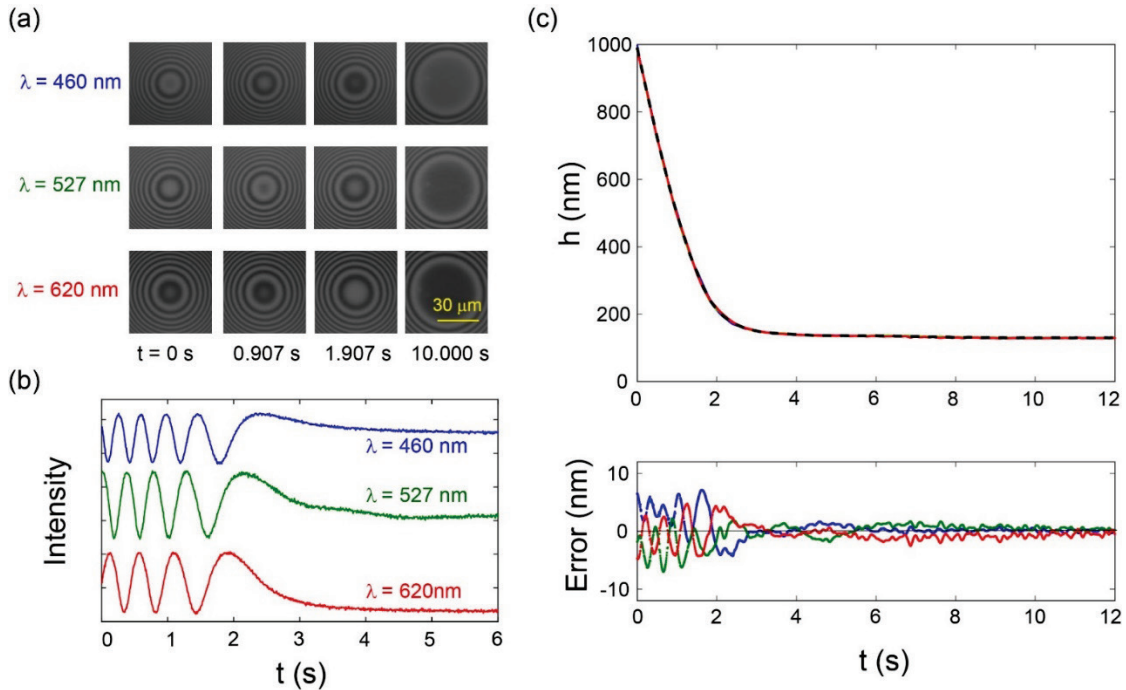 (a)
λ = 460 nm
λ = 527 nm
λ = 620 nm
30 μm
t = 0 s 0.907 s 1.907 s 10.000 s
(b)
Intensity
λ = 460 nm
λ = 527 nm
λ = 620nm
0 1 2 3 4 5 6
t (s)
(c)
h (nm)
1000
800
600
400
200
0
0 2 4 6 8 10 12
Error (nm)
10
0
-10
0 2 4 6 8 10 12
t (s)